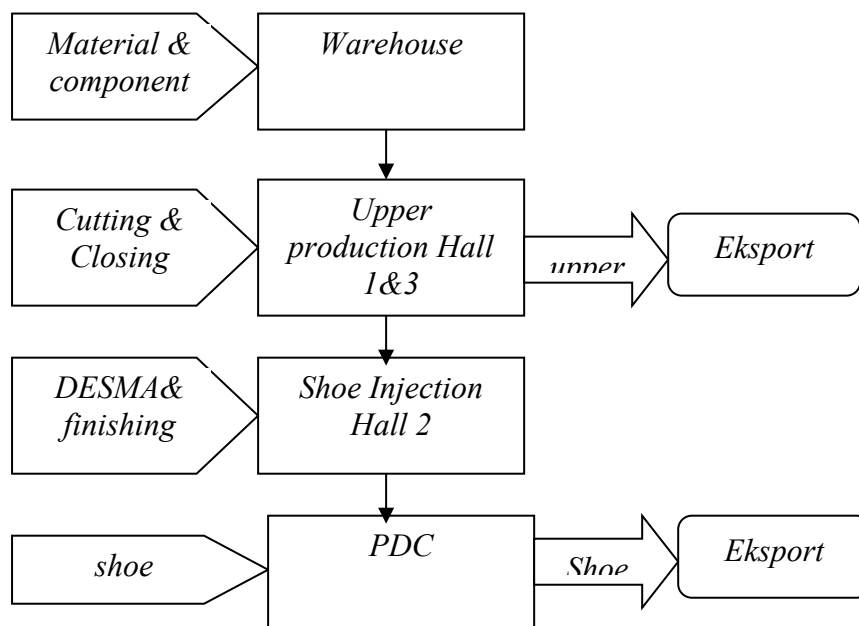 Material &
component
Warehouse
Cutting &
Closing
Upper
production Hall
1&3
upper
Eksport
DESMA&
finishing
Shoe Injection
Hall 2
shoe
PDC
Shoe
Eksport